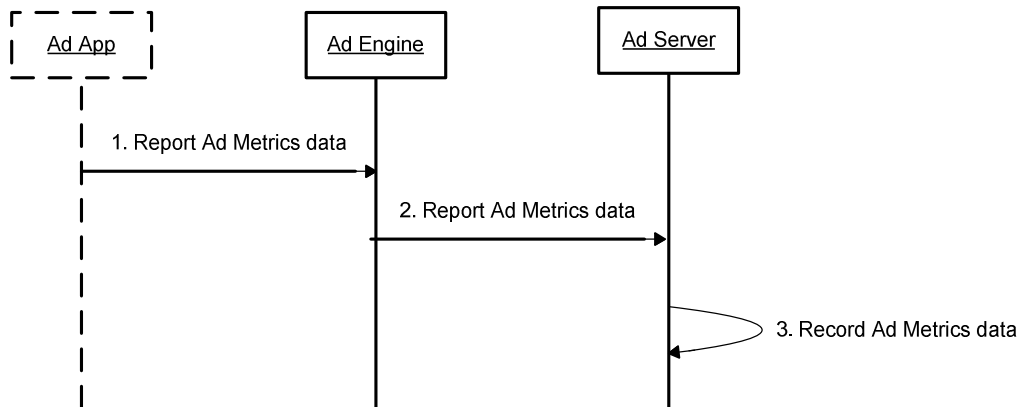 Ad App
Ad Engine
Ad Server
1. Report Ad Metrics data
2. Report Ad Metrics data
3. Record Ad Metrics data